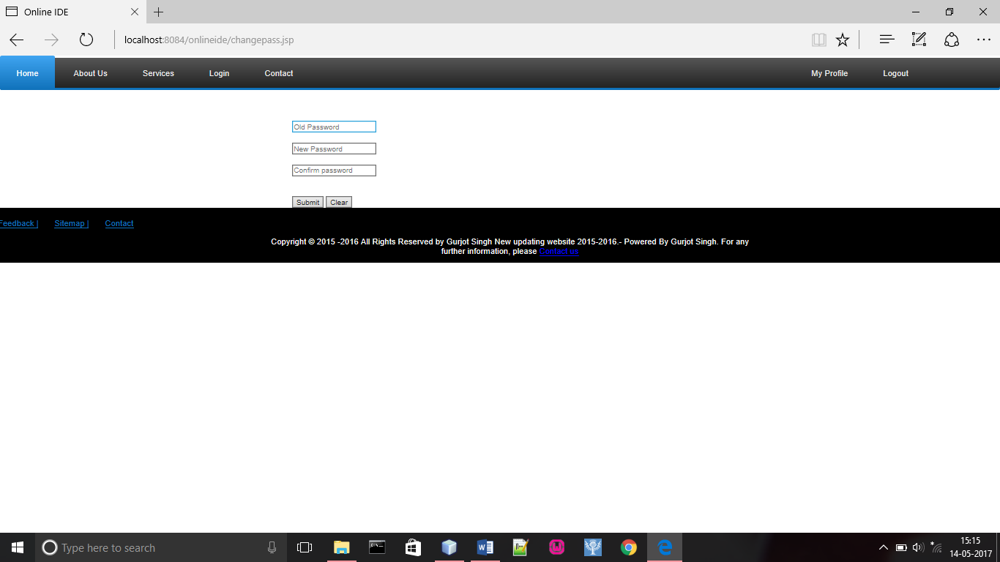 Online IDE
localhost:8084/onlineide/changepass.jsp
Home About Us Services Login Contact My Profile Logout
Old Password
New Password
Confirm password
Submit Clear
Feedback | Sitemap | Contact
Copyright © 2015 -2016 All Rights Reserved by Gurjot Singh New updating website 2015-2016.- Powered By Gurjot Singh. For any
further information, please Contact us
Type here to search
15:15
14-05-2017